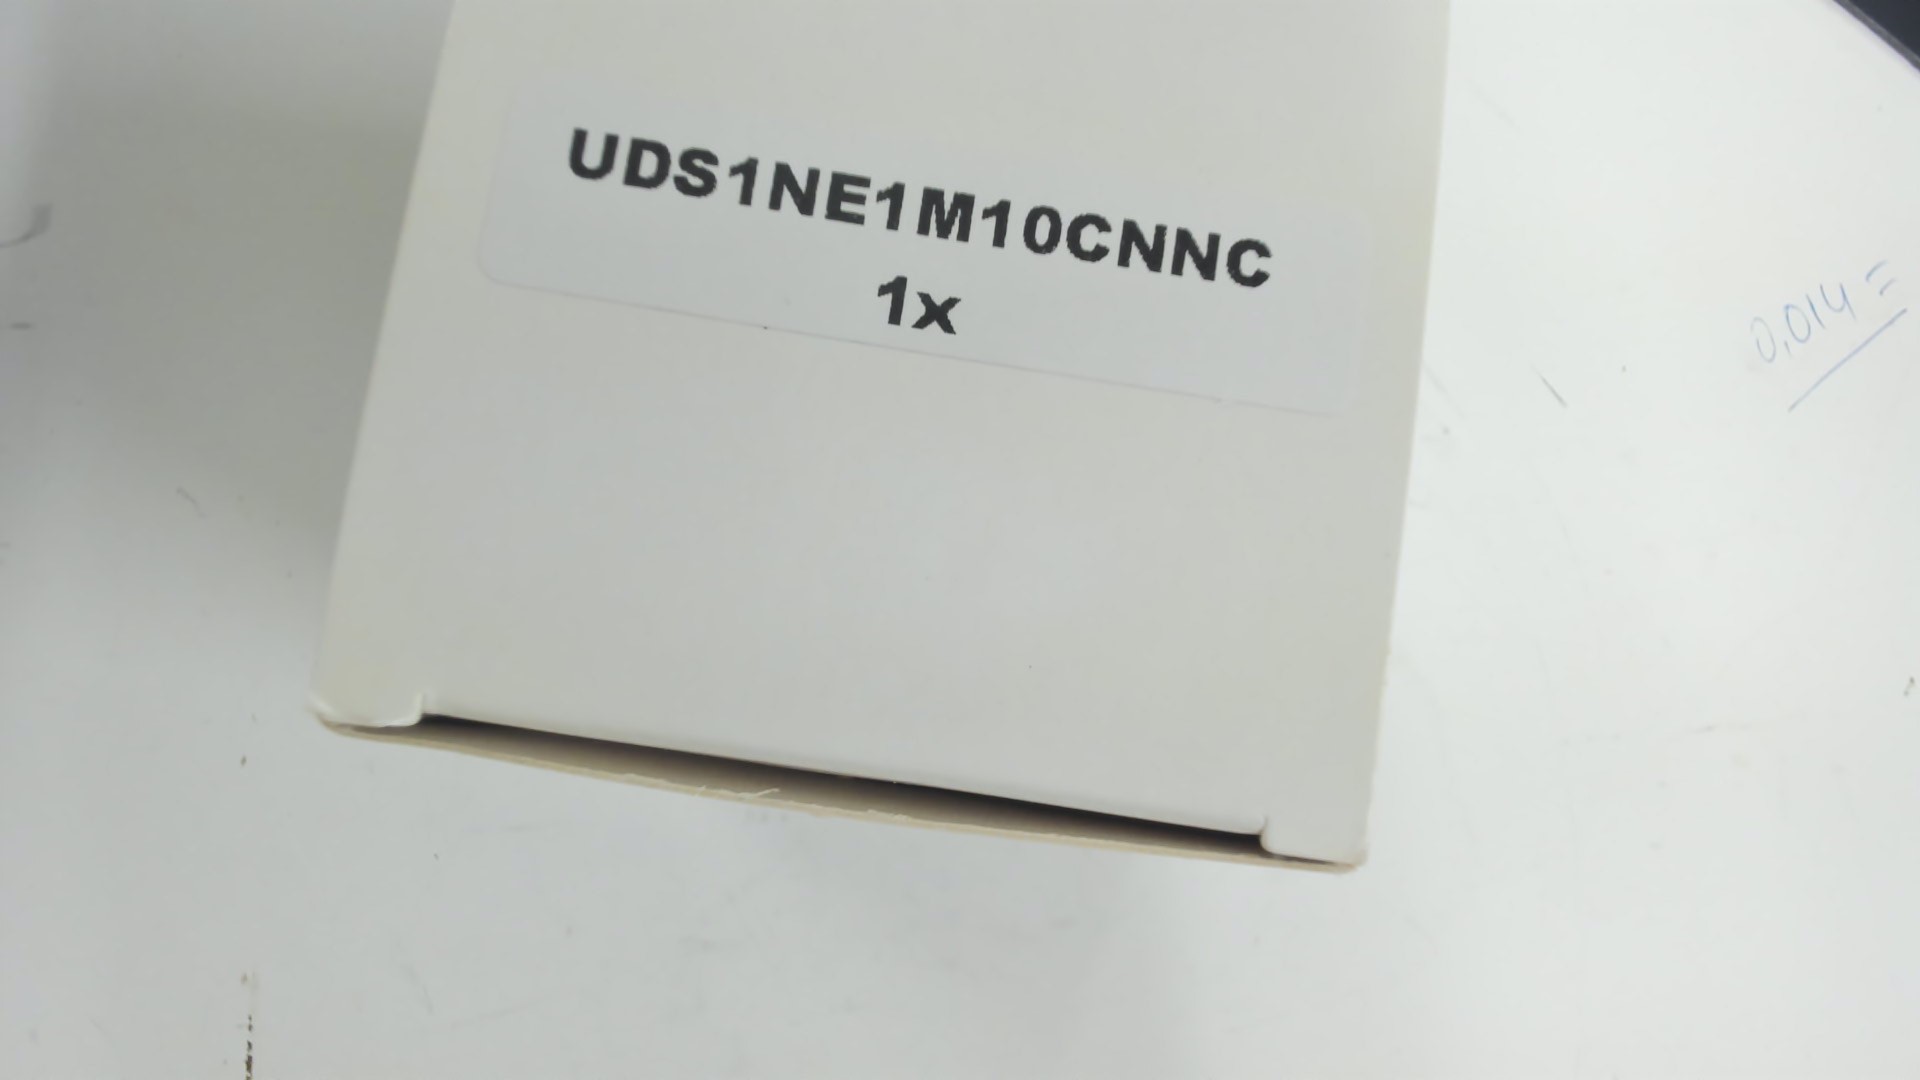 UDS1NE1M10CNNC
1x
0,014 =